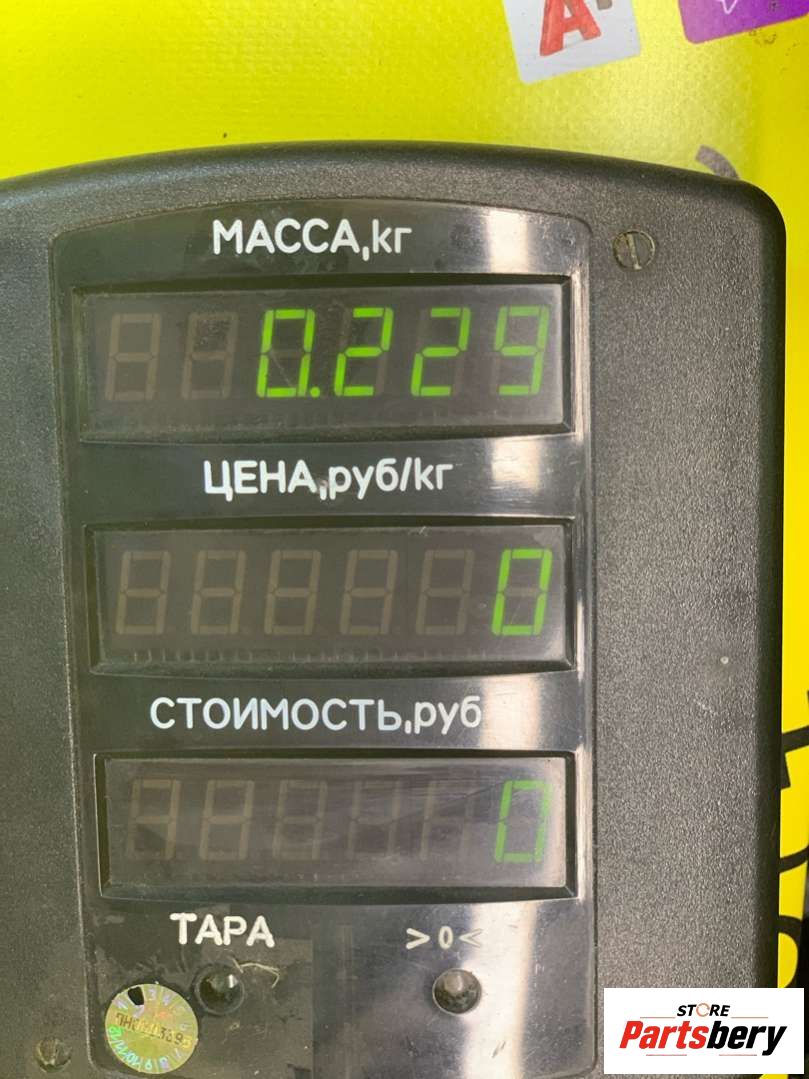 МАССА,кг
0.229
ЦЕНА,руб/кг
0
СТОИМОСТЬ,руб
0
ТАРА
>0<
STORE
Partsbery